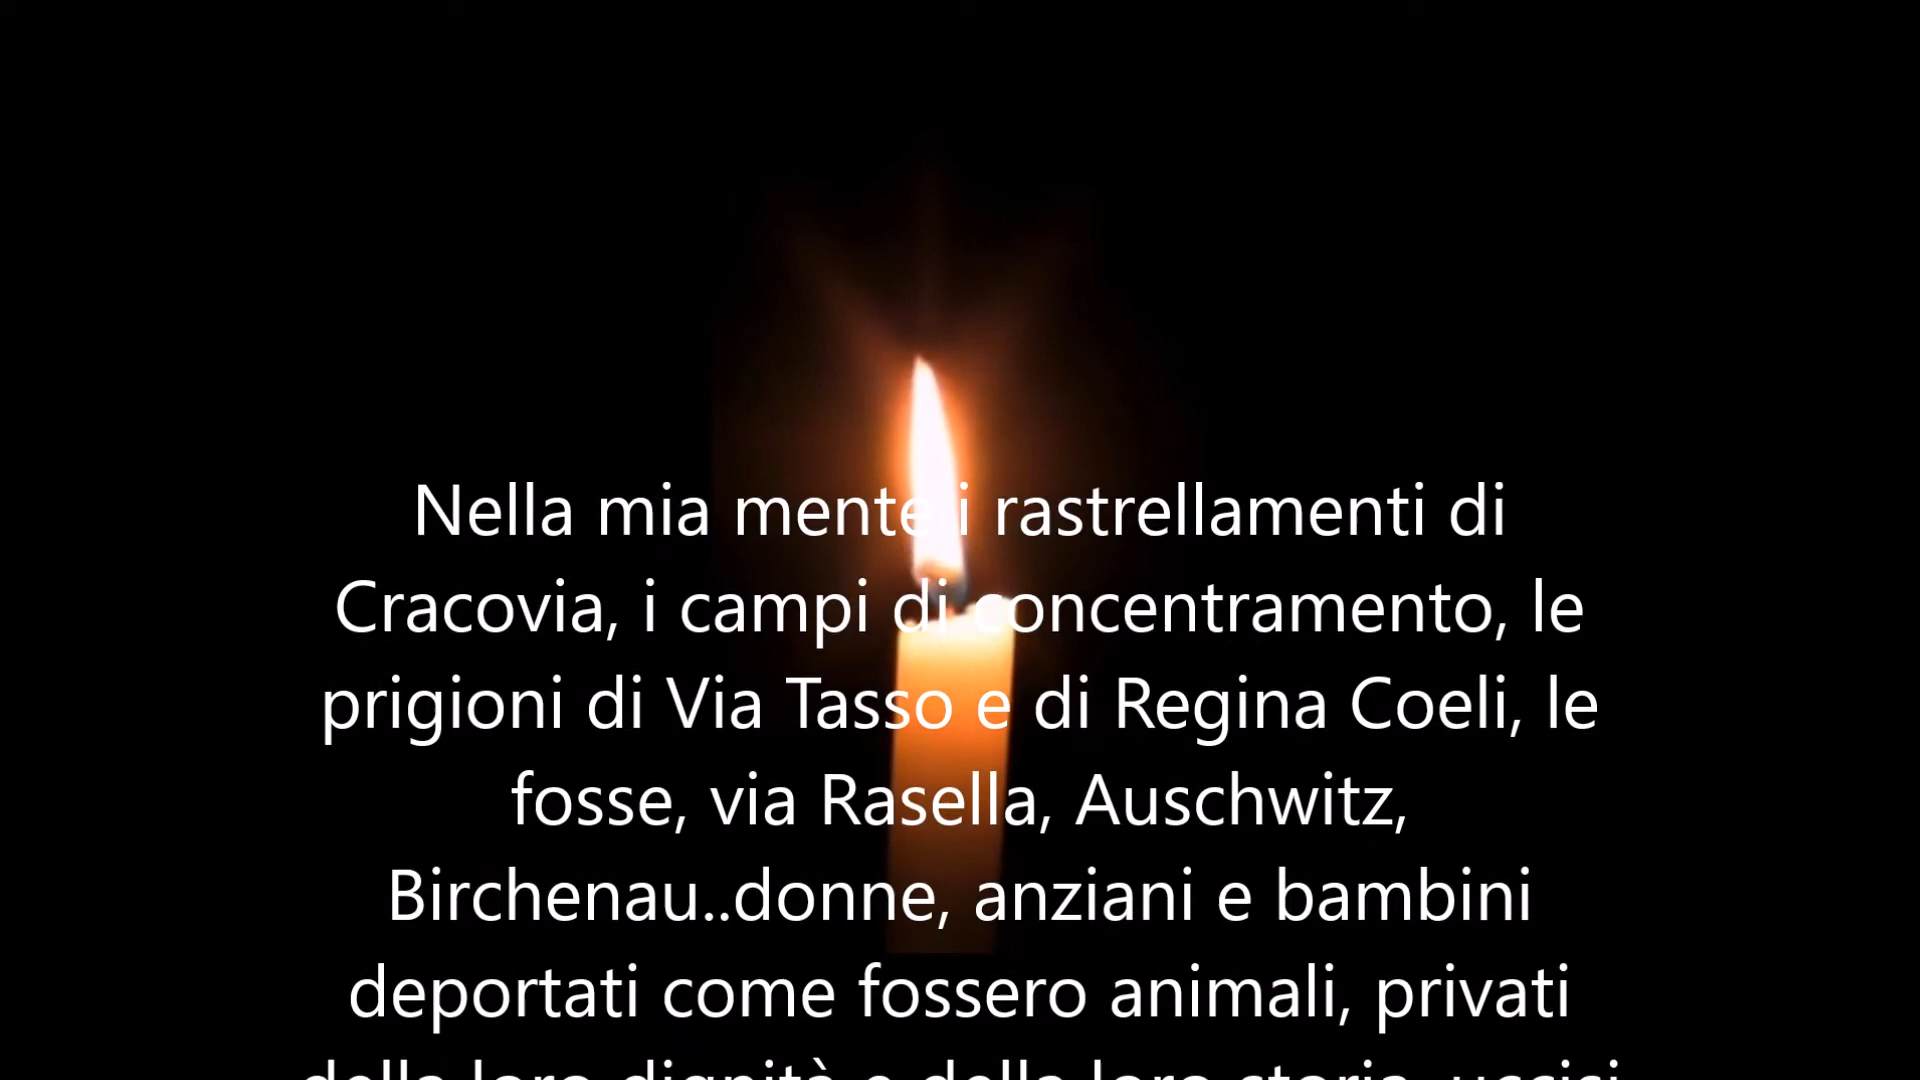 Nella mia mente i rastrellamenti di
Cracovia, i campi di concentramento, le
prigioni di Via Tasso e di Regina Coeli, le
fosse, via Rasella, Auschwitz,
Birchenau..donne, anziani e bambini
deportati come fossero animali, privati
della loro dignità e della loro storia, uccisi